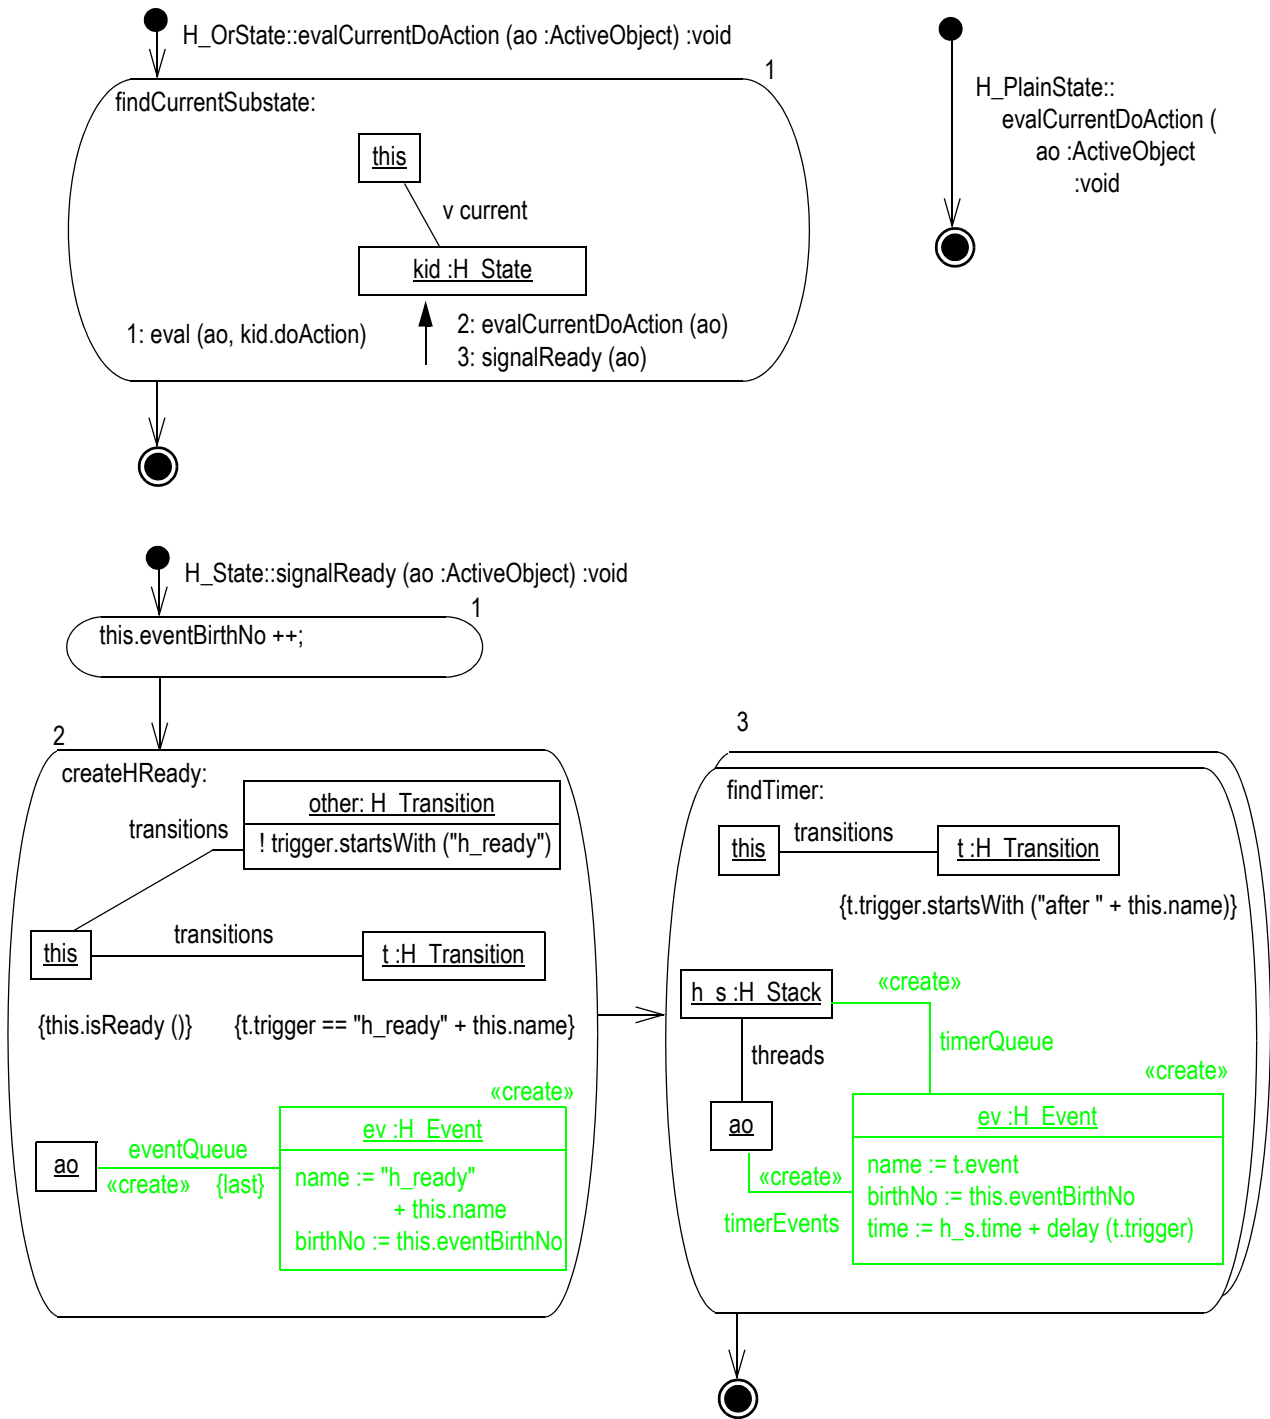 H_OrState::evalCurrentDoAction (ao :ActiveObject) :void
1
findCurrentSubstate:
this
v current
kid :H_State
1: eval (ao, kid.doAction)
2: evalCurrentDoAction (ao)
3: signalReady (ao)
H_PlainState::
evalCurrentDoAction (
ao :ActiveObject
:void
H_State::signalReady (ao :ActiveObject) :void
1
this.eventBirthNo ++;
2
createHReady:
other: H_Transition
! trigger.startsWith ("h_ready")
transitions
this
transitions
t :H_Transition
{this.isReady ()}
{t.trigger == "h_ready" + this.name}
«create»
ao
eventQueue
«create»
{last}
ev :H_Event
name := "h_ready"
+ this.name
birthNo := this.eventBirthNo
3
findTimer:
this
transitions
t :H_Transition
{t.trigger.startsWith ("after " + this.name)}
h_s :H_Stack
«create»
timerQueue
threads
«create»
ao
«create»
timerEvents
ev :H_Event
name := t.event
birthNo := this.eventBirthNo
time := h_s.time + delay (t.trigger)